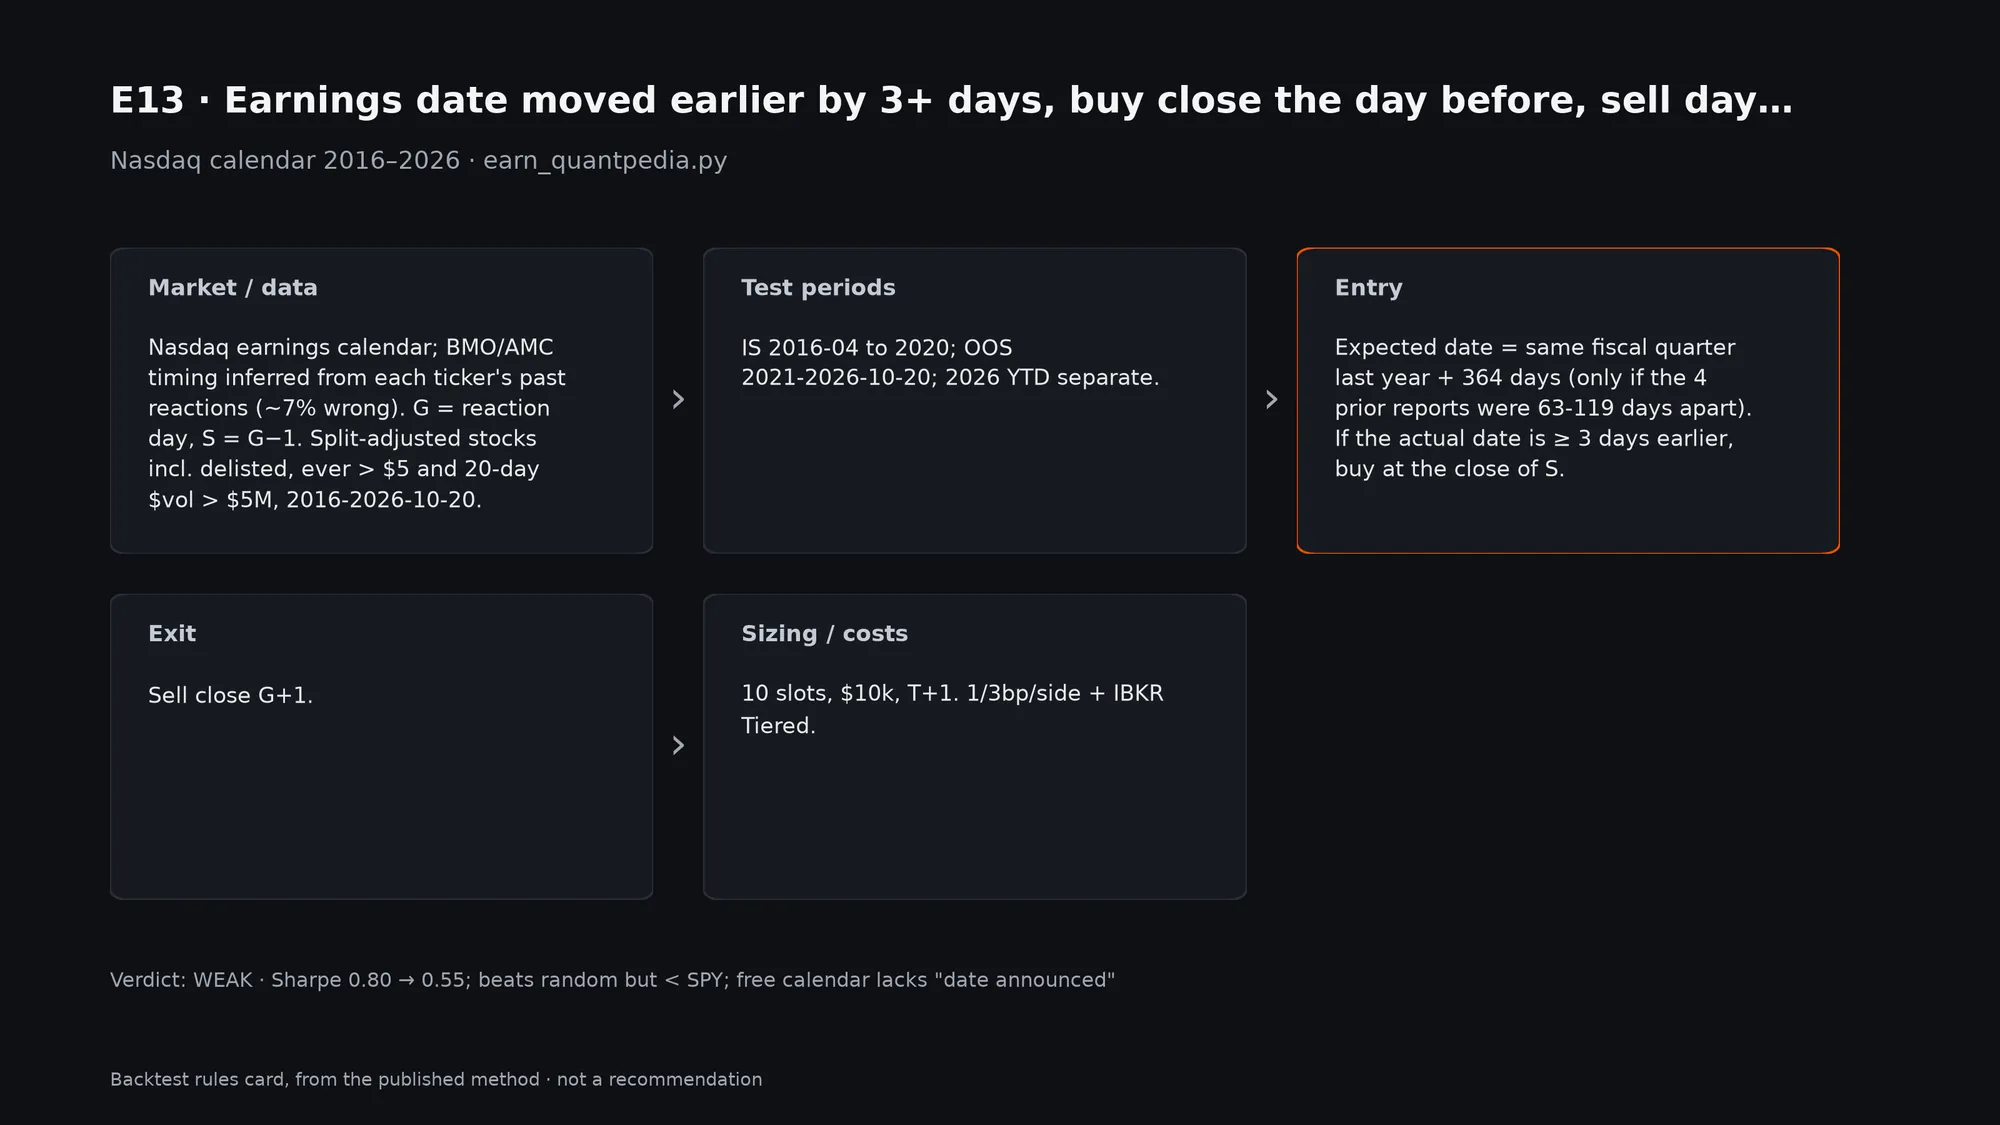 E13 · Earnings date moved earlier by 3+ days, buy close the day before, sell day…
Nasdaq calendar 2016–2026 · earn_quantpedia.py
Market / data
Nasdaq earnings calendar; BMO/AMC
timing inferred from each ticker's past
reactions (~7% wrong). G = reaction
day, S = G−1. Split-adjusted stocks
incl. delisted, ever > $5 and 20-day
$vol > $5M, 2016-2026-10-20.
›
Test periods
IS 2016-04 to 2020; OOS
2021-2026-10-20; 2026 YTD separate.
›
Entry
Expected date = same fiscal quarter
last year + 364 days (only if the 4
prior reports were 63-119 days apart).
If the actual date is ≥ 3 days earlier,
buy at the close of S.
Exit
Sell close G+1.
›
Sizing / costs
10 slots, $10k, T+1. 1/3bp/side + IBKR
Tiered.
Verdict: WEAK · Sharpe 0.80 → 0.55; beats random but < SPY; free calendar lacks "date announced"
Backtest rules card, from the published method · not a recommendation